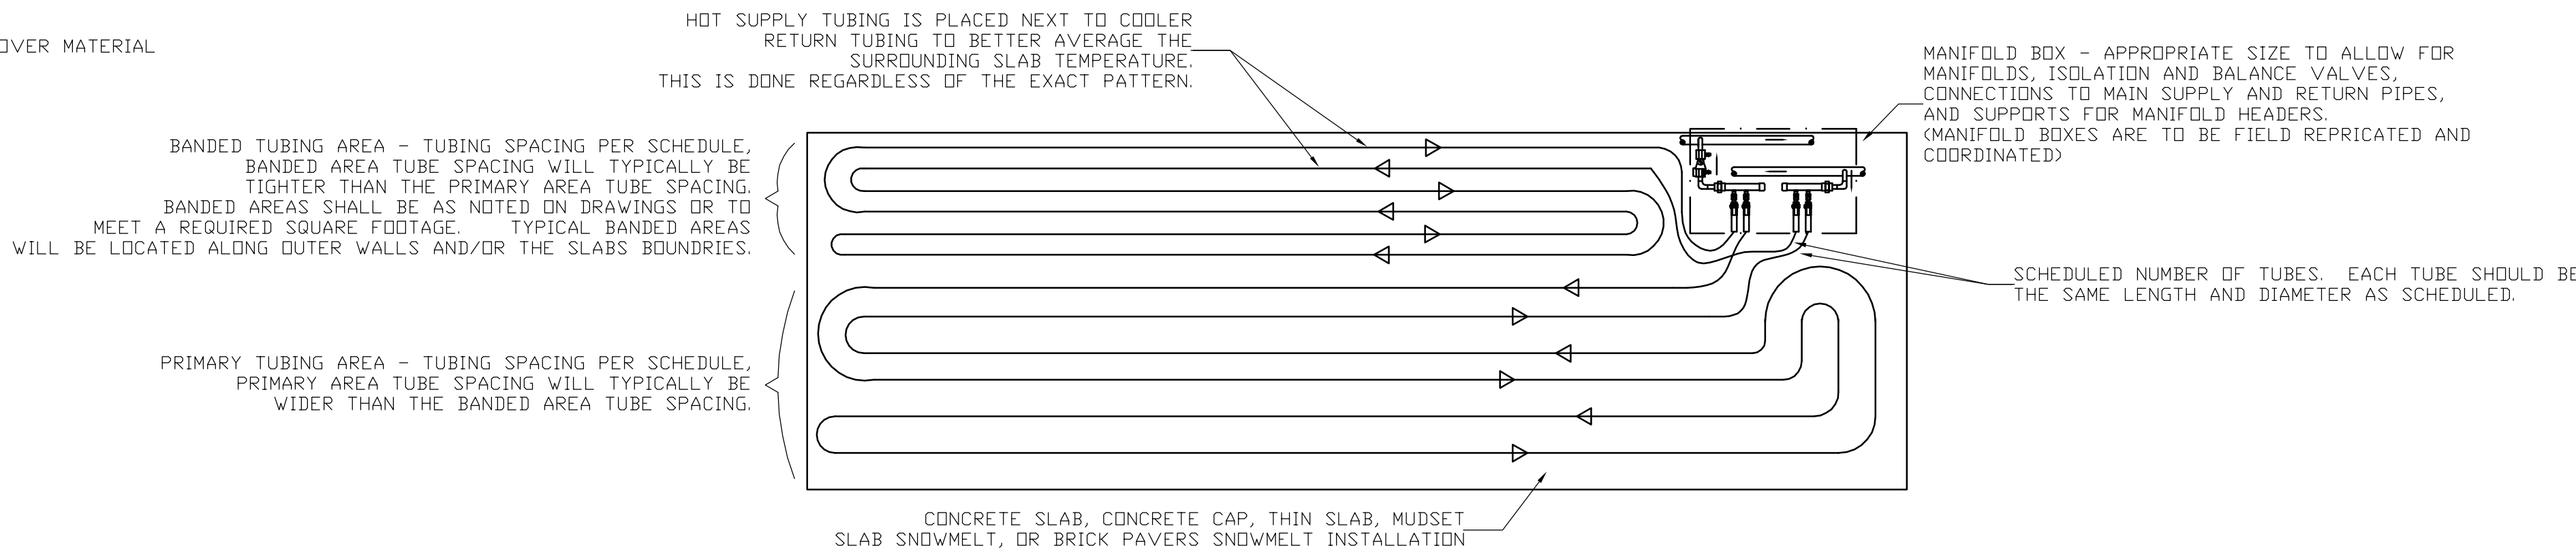 OVER MATERIAL
HOT SUPPLY TUBING IS PLACED NEXT TO COOLER
RETURN TUBING TO BETTER AVERAGE THE
SURROUNDING SLAB TEMPERATURE.
THIS IS DONE REGARDLESS OF THE EXACT PATTERN.
MANIFOLD BOX - APPROPRIATE SIZE TO ALLOW FOR
MANIFOLDS, ISOLATION AND BALANCE VALVES,
CONNECTIONS TO MAIN SUPPLY AND RETURN PIPES,
AND SUPPORTS FOR MANIFOLD HEADERS.
(MANIFOLD BOXES ARE TO BE FIELD REPRICATED AND
COORDINATED)
BANDED TUBING AREA - TUBING SPACING PER SCHEDULE,
BANDED AREA TUBE SPACING WILL TYPICALLY BE
TIGHTER THAN THE PRIMARY AREA TUBE SPACING.
BANDED AREAS SHALL BE AS NOTED ON DRAWINGS OR TO
MEET A REQUIRED SQUARE FOOTAGE. TYPICAL BANDED AREAS
WILL BE LOCATED ALONG OUTER WALLS AND/OR THE SLABS BOUNDRIES.
SCHEDULED NUMBER OF TUBES. EACH TUBE SHOULD BE
THE SAME LENGTH AND DIAMETER AS SCHEDULED.
PRIMARY TUBING AREA - TUBING SPACING PER SCHEDULE,
PRIMARY AREA TUBE SPACING WILL TYPICALLY BE
WIDER THAN THE BANDED AREA TUBE SPACING.
CONCRETE SLAB, CONCRETE CAP, THIN SLAB, MUDSET
SLAB SNOWMELT, OR BRICK PAVERS SNOWMELT INSTALLATION